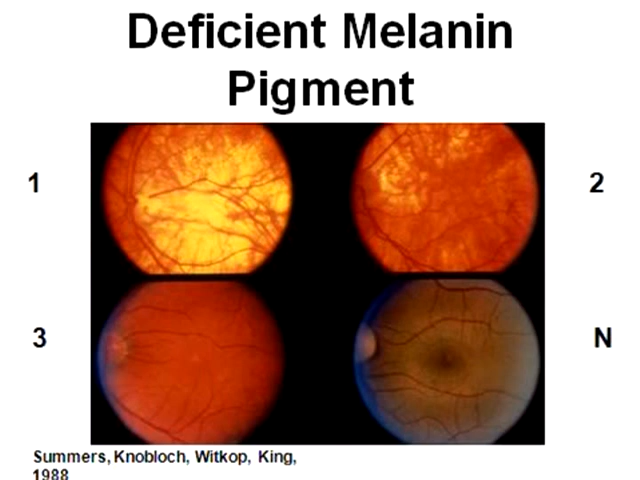 Deficient Melanin
Pigment
1
2
3
N
Summers, Knobloch, Witkop, King,
1988